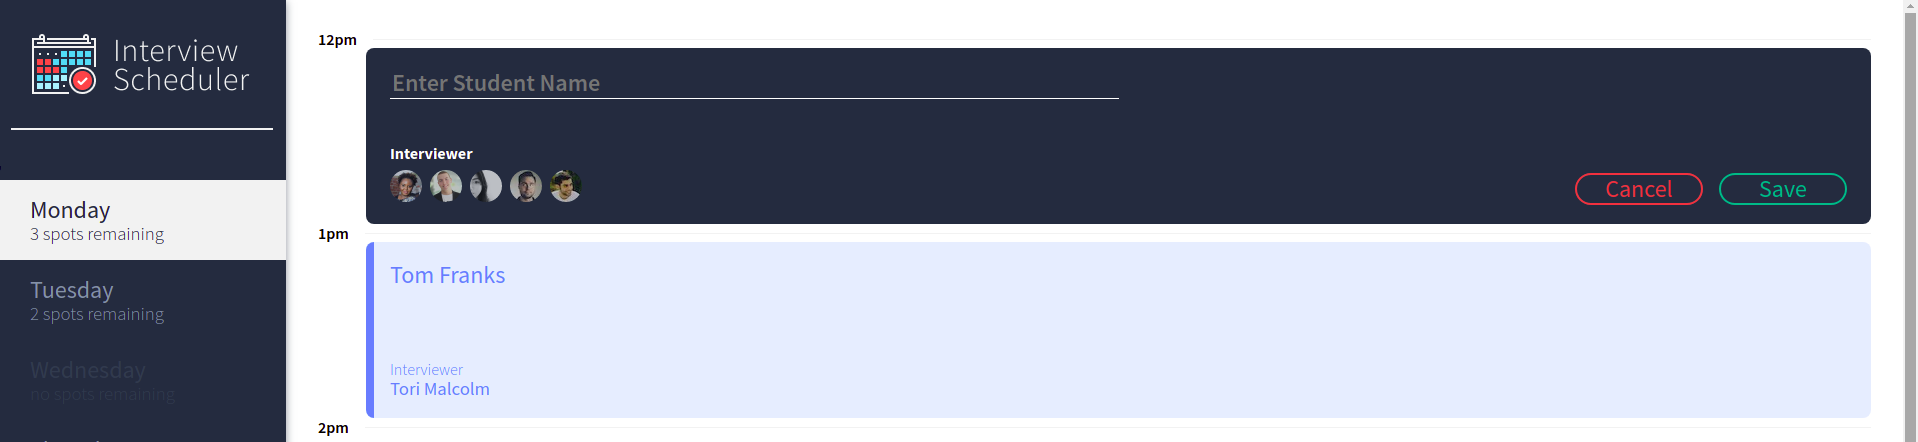 Interview
Scheduler
Monday
3 spots remaining
Tuesday
2 spots remaining
Wednesday
no spots remaining
12pm
Enter Student Name
Interviewer
Cancel
Save
1pm
Tom Franks
Interviewer
Tori Malcolm
2pm